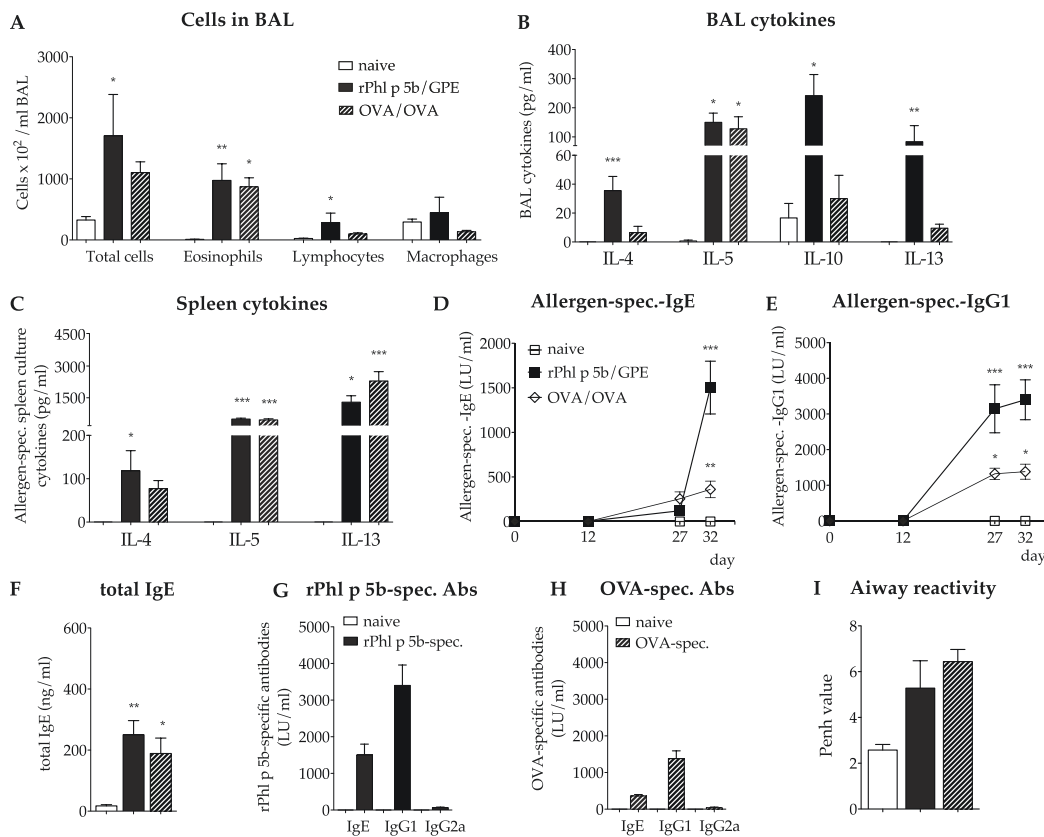 A
Cells in BAL
Cells x 10² /ml BAL
3000
2000
1000
0
naive
rPhl p 5b/GPE
OVA/OVA
*
**
*
*
Total cells
Eosinophils
Lymphocytes
Macrophages
B
BAL cytokines
BAL cytokines (pg/ml)
400
300
200
100
60
40
20
0
***
*
*
*
**
IL-4
IL-5
IL-10
IL-13
C
Spleen cytokines
Allergen-spec. spleen culture
cytokines (pg/ml)
4500
3000
1500
200
100
0
*
***
***
*
***
IL-4
IL-5
IL-13
D
Allergen-spec.-IgE
Allergen-spec. -IgE (LU/ml)
2000
1500
1000
500
0
naive
rPhl p 5b/GPE
OVA/OVA
***
**
0
12
27
32
day
E
Allergen-spec.-IgG1
Allergen-spec. -IgG1 (LU/ml)
5000
4000
3000
2000
1000
0
***
***
*
*
0
12
27
32
day
F
total IgE
total IgE (ng/ml)
600
400
200
0
**
*
G
rPhl p 5b-spec. Abs
rPhl p 5b-specific antibodies
(LU/ml)
naive
rPhl p 5b-spec.
5000
4000
3000
2000
1000
0
IgE
IgG1
IgG2a
H
OVA-spec. Abs
OVA-specific antibodies
(LU/ml)
naive
OVA-spec.
5000
4000
3000
2000
1000
0
IgE
IgG1
IgG2a
I
Aiway reactivity
Penh value
8
6
4
2
0